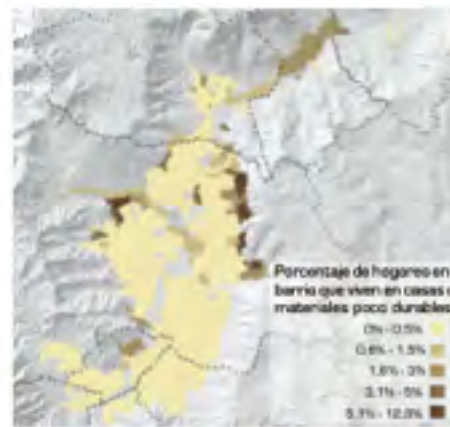 Porcentaje de hogares en
barrio que viven en casas
materiales poco durables
0% - 0.5%
0.6% - 1.5%
1.6% - 3%
3.1% - 5%
5.1% - 12.8%